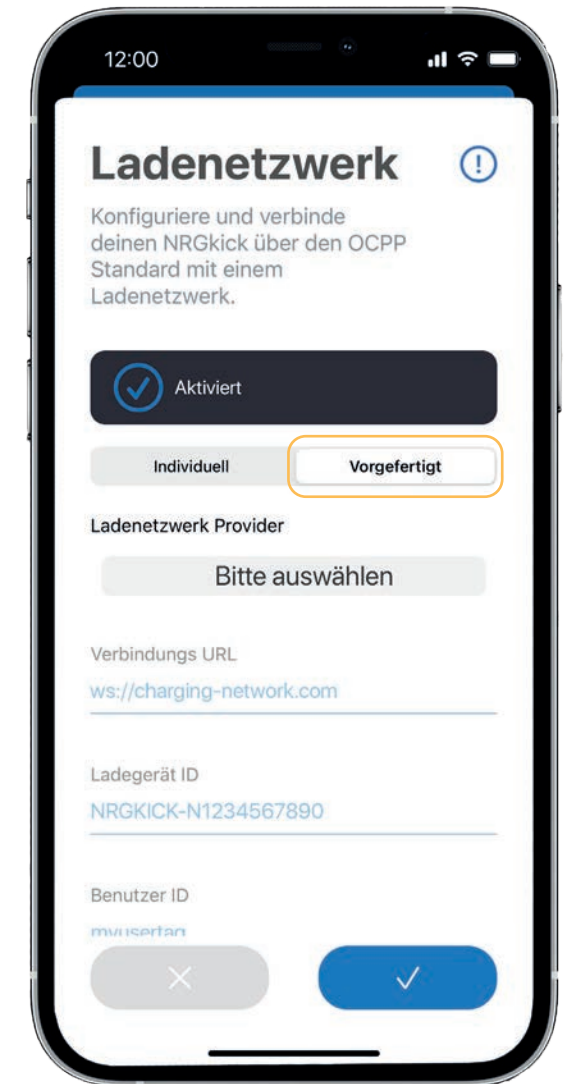 12:00
Ladenetzwerk
Konfiguriere und verbinde
deinen NRGkick über den OCPP
Standard mit einem
Ladenetzwerk.
Aktiviert
Individuell
Vorgefertigt
Ladenetzwerk Provider
Bitte auswählen
Verbindungs URL
ws://charging-network.com
Ladegerät ID
NRGKICK-N1234567890
Benutzer ID
myusertag